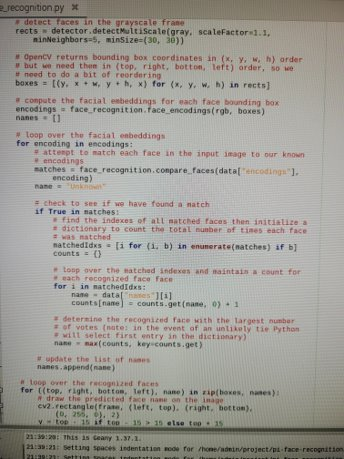 e_recognition.py ×
# detect faces in the grayscale frame
rects = detector.detectMultiScale(gray, scaleFactor=1.1,
minNeighbors=5, minSize=(30, 30))
# OpenCV returns bounding box coordinates in (x, y, w, h) order
# but we need them in (top, right, bottom, left) order, so we
# need to do a bit of reordering
boxes = [(y, x + w, y + h, x) for (x, y, w, h) in rects]
# compute the facial embeddings for each face bounding box
encodings = face_recognition.face_encodings(rgb, boxes)
names = []
# loop over the facial embeddings
for encoding in encodings:
# attempt to match each face in the input image to our known
# encodings
matches = face_recognition.compare_faces(data["encodings"],
encoding)
name = "Unknown"
# check to see if we have found a match
if True in matches:
# find the indexes of all matched faces then initialize a
# dictionary to count the total number of times each face
# was matched
matchedIdxs = [i for (i, b) in enumerate(matches) if b]
counts = {}
# loop over the matched indexes and maintain a count for
# each recognized face face
for i in matchedIdxs:
name = data["names"][i]
counts[name] = counts.get(name, 0) + 1
# determine the recognized face with the largest number
# of votes (note: in the event of an unlikely tie Python
# will select first entry in the dictionary)
name = max(counts, key=counts.get)
# update the list of names
names.append(name)
# loop over the recognized faces
for ((top, right, bottom, left), name) in zip(boxes, names):
# draw the predicted face name on the image
cv2.rectangle(frame, (left, top), (right, bottom),
(0, 255, 0), 2)
y = top - 15 if top - 15 > 15 else top + 15
21:39:20: This is Geany 1.37.1.
21:39:21: Setting Spaces indentation mode for /home/admin/project/pi-face-recognition